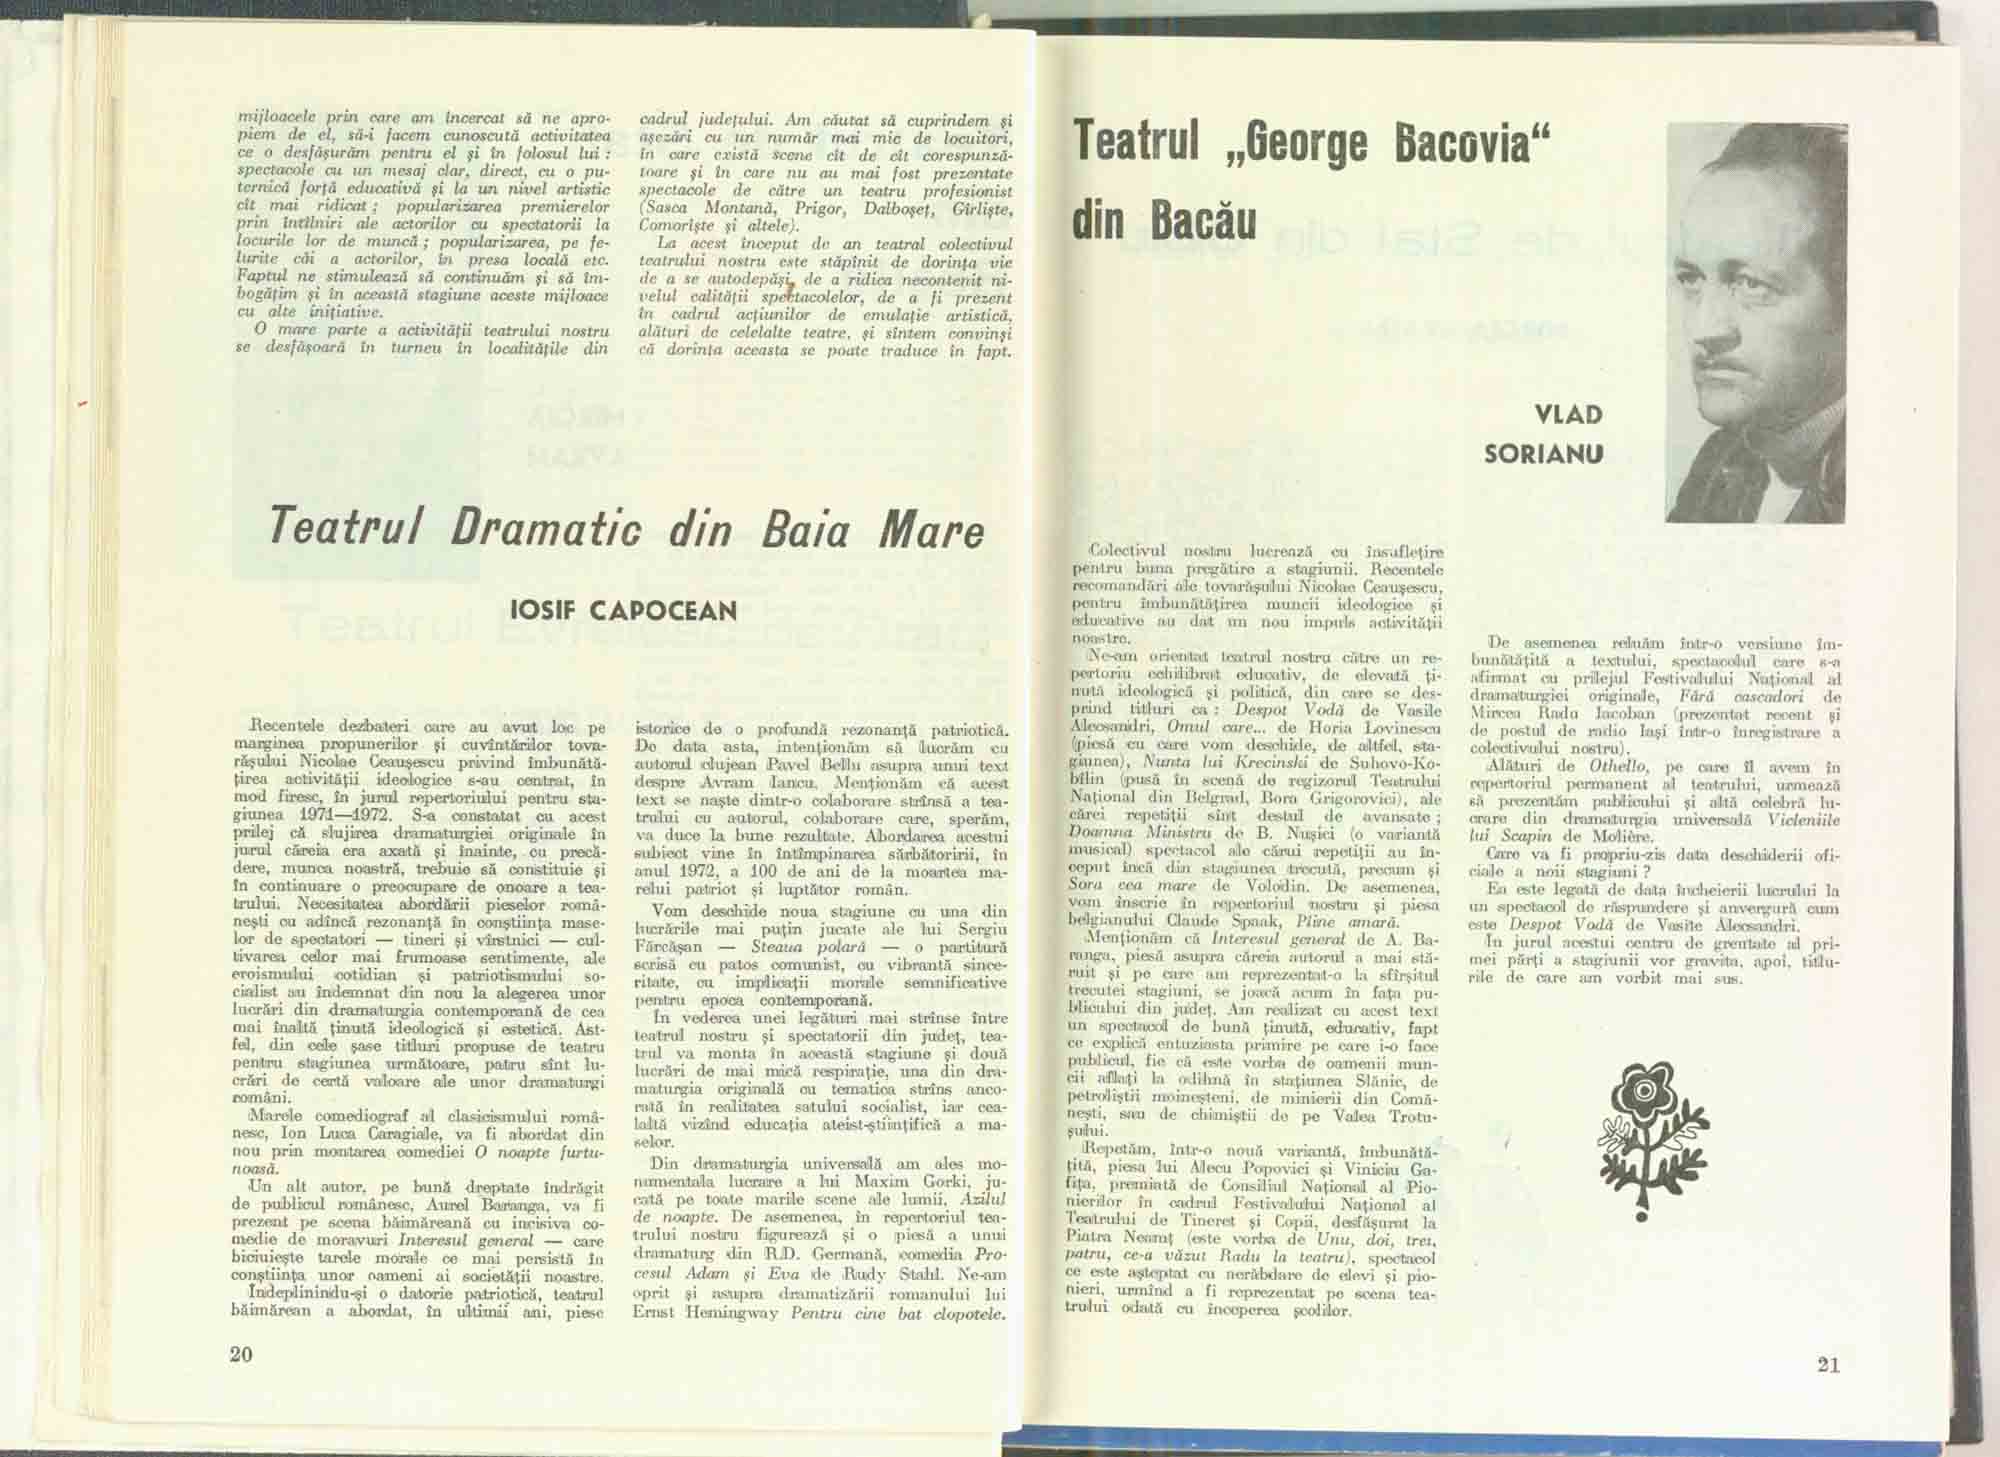 mijloacele prin care am încercat să ne apro-
piem de el, să-i facem cunoscută activitatea
ce o desfășurăm pentru el și în folosul lui :
spectacole cu un mesaj clar, direct, cu o pu-
ternică forță educativă și la un nivel artistic
cît mai ridicat ; popularizarea premierelor
prin întîlniri ale actorilor cu spectatorii la
locurile lor de muncă ; popularizarea, pe fe-
lurite căi a actorilor, în presa locală etc.
Faptul ne stimulează să continuăm și să îm-
bogățim și în această stagiune aceste mijloace
cu alte inițiative.
O mare parte a activității teatrului nostru
se desfășoară în turneu în localitățile din
cadrul județului. Am căutat să cuprindem și
așezări cu un număr mai mic de locuitori,
în care există scene cît de cît corespunză-
toare și în care nu au mai fost prezentate
spectacole de către un teatru profesionist
(Sasca Montană, Prigor, Dalboșeț, Gîrliște,
Comoriște și altele).
La acest început de an teatral colectivul
teatrului nostru este stăpînit de dorința vie
de a se autodepăși, de a ridica necontenit ni-
velul calității spectacolelor, de a fi prezent
în cadrul acțiunilor de emulație artistică,
alături de celelalte teatre, și sîntem convinși
că dorința aceasta se poate traduce în fapt.
Teatrul Dramatic din Baia Mare
IOSIF CAPOCEAN
Recentele dezbateri care au avut loc pe
marginea propunerilor și cuvîntărilor tova-
rășului Nicolae Ceaușescu privind îmbunătă-
țirea activității ideologice s-au centrat, în
mod firesc, în jurul repertoriului pentru sta-
giunea 1971—1972. S-a constatat cu acest
prilej că slujirea dramaturgiei originale în
jurul căreia era axată și înainte, cu precă-
dere, munca noastră, trebuie să constituie și
în continuare o preocupare de onoare a tea-
trului. Necesitatea abordării pieselor româ-
nești cu adîncă rezonanță în conștiința mase-
lor de spectatori — tineri și vîrstnici — cul-
tivarea celor mai frumoase sentimente, ale
eroismului cotidian și patriotismului so-
cialist au îndemnat din nou la alegerea unor
lucrări din dramaturgia contemporană de cea
mai înaltă ținută ideologică și estetică. Ast-
fel, din cele șase titluri propuse de teatru
pentru stagiunea următoare, patru sînt lu-
crări de certă valoare ale unor dramaturgi
români.
Marele comediograf al clasicismului româ-
nesc, Ion Luca Caragiale, va fi abordat din
nou prin montarea comediei O noapte furtu-
noasă.
Un alt autor, pe bună dreptate îndrăgit
de publicul românesc, Aurel Baranga, va fi
prezent pe scena băimăreană cu incisiva co-
medie de moravuri Interesul general — care
biciuiește tarele morale ce mai persistă în
conștiința unor oameni ai societății noastre.
Îndeplinindu-și o datorie patriotică, teatrul
băimărean a abordat, în ultimii ani, piese
istorice de o profundă rezonanță patriotică.
De data asta, intenționăm să lucrăm cu
autorul clujean Pavel Bellu asupra unui text
despre Avram Iancu. Menționăm că acest
text se naște dintr-o colaborare strînsă a tea-
trului cu autorul, colaborare care, sperăm,
va duce la bune rezultate. Abordarea acestui
subiect vine în întîmpinarea sărbătoririi, în
anul 1972, a 100 de ani de la moartea ma-
relui patriot și luptător român.
Vom deschide noua stagiune cu una din
lucrările mai puțin jucate ale lui Sergiu
Fărcășan — Steaua polară — o partitură
scrisă cu patos comunist, cu vibrantă since-
ritate, cu implicații morale semnificative
pentru epoca contemporană.
În vederea unei legături mai strînse între
teatrul nostru și spectatorii din județ, tea-
trul va monta în această stagiune și două
lucrări de mai mică respirație, una din dra-
maturgia originală cu tematica strîns anco-
rată în realitatea satului socialist, iar cea-
laltă vizînd educația ateist-științifică a ma-
selor.
Din dramaturgia universală am ales mo-
numentala lucrare a lui Maxim Gorki, ju-
cată pe toate marile scene ale lumii, Azilul
de noapte. De asemenea, în repertoriul tea-
trului nostru figurează și o piesă a unui
dramaturg din R.D. Germană, comedia Pro-
cesul Adam și Eva de Rudy Stahl. Ne-am
oprit și asupra dramatizării romanului lui
Ernst Hemingway Pentru cine bat clopotele.
20
Teatrul „George Bacovia“
din Bacău
VLAD
SORIANU
Colectivul nostru lucrează cu însuflețire
pentru buna pregătire a stagiunii. Recentele
recomandări ale tovarășului Nicolae Ceaușescu,
pentru îmbunătățirea muncii ideologice și
educative au dat un nou impuls activității
noastre.
Ne-am orientat teatrul nostru către un re-
pertoriu echilibrat educativ, de elevată ți-
nută ideologică și politică, din care se des-
prind titluri ca : Despot Vodă de Vasile
Alecsandri, Omul care... de Horia Lovinescu
(piesă cu care vom deschide, de altfel, sta-
giunea), Nunta lui Krecinski de Suhovo-Ko-
bîlin (pusă în scenă de regizorul Teatrului
Național din Belgrad, Bora Grigorovici), ale
cărei repetiții sînt destul de avansate ;
Doamna Ministru de B. Nușici (o variantă
musical) spectacol ale cărui repetiții au în-
ceput încă din stagiunea trecută, precum și
Sora cea mare de Volodin. De asemenea,
vom înscrie în repertoriul nostru și piesa
belgianului Claude Spaak, Pîine amară.
Menționăm că Interesul general de A. Ba-
ranga, piesă asupra căreia autorul a mai stă-
ruit și pe care am reprezentat-o la sfîrșitul
trecutei stagiuni, se joacă acum în fața pu-
blicului din județ. Am realizat cu acest text
un spectacol de bună ținută, educativ, fapt
ce explică entuziasta primire pe care i-o face
publicul, fie că este vorba de oamenii mun-
cii aflați la odihnă în stațiunea Slănic, de
petroliștii moineșteni, de minierii din Comă-
nești, sau de chimiștii de pe Valea Trotu-
șului.
Repetăm, într-o nouă variantă, îmbunătă-
țită, piesa lui Alecu Popovici și Viniciu Ga-
fița, premiată de Consiliul Național al Pio-
nierilor în cadrul Festivalului Național al
Teatrului de Tineret și Copii, desfășurat la
Piatra Neamț (este vorba de Unu, doi, trei,
patru, ce-a văzut Radu la teatru), spectacol
ce este așteptat cu nerăbdare de elevi și pio-
nieri, urmînd a fi reprezentat pe scena tea-
trului odată cu începerea școlilor.
De asemenea reluăm într-o versiune îm-
bunătățită a textului, spectacolul care s-a
afirmat cu prilejul Festivalului Național al
dramaturgiei originale, Fără cascadori de
Mircea Radu Iacoban (prezentat recent și
de postul de radio Iași într-o înregistrare a
colectivului nostru).
Alături de Othello, pe care îl avem în
repertoriul permanent al teatrului, urmează
să prezentăm publicului și altă celebră lu-
crare din dramaturgia universală Vicleniile
lui Scapin de Molière.
Care va fi propriu-zis data deschiderii ofi-
ciale a noii stagiuni ?
Ea este legată de data încheierii lucrului la
un spectacol de răspundere și anvergură cum
este Despot Vodă de Vasile Alecsandri.
În jurul acestui centru de greutate al pri-
mei părți a stagiunii vor gravita, apoi, titlu-
rile de care am vorbit mai sus.
21